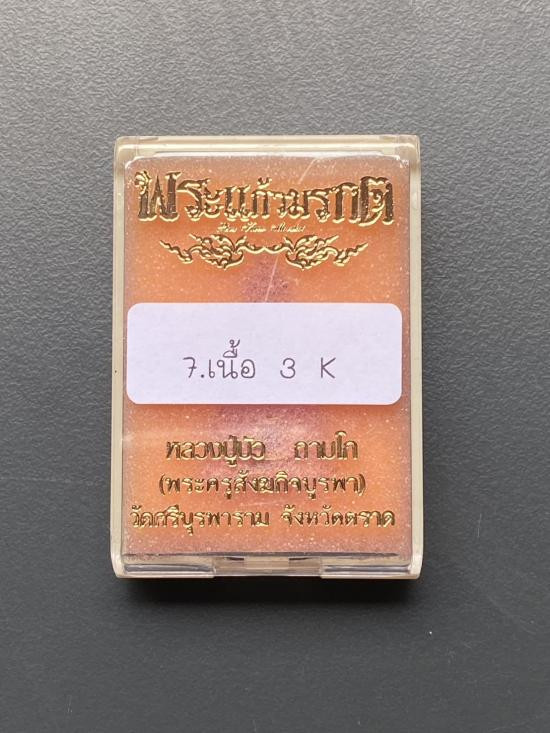 พระแก้วมรกต
7.เนื้อ 3 K
หลวงปู่บัว ถามโก
(พระครูสังฆกิจบูรพา)
วัดศรีบุรพาราม จังหวัดตราด